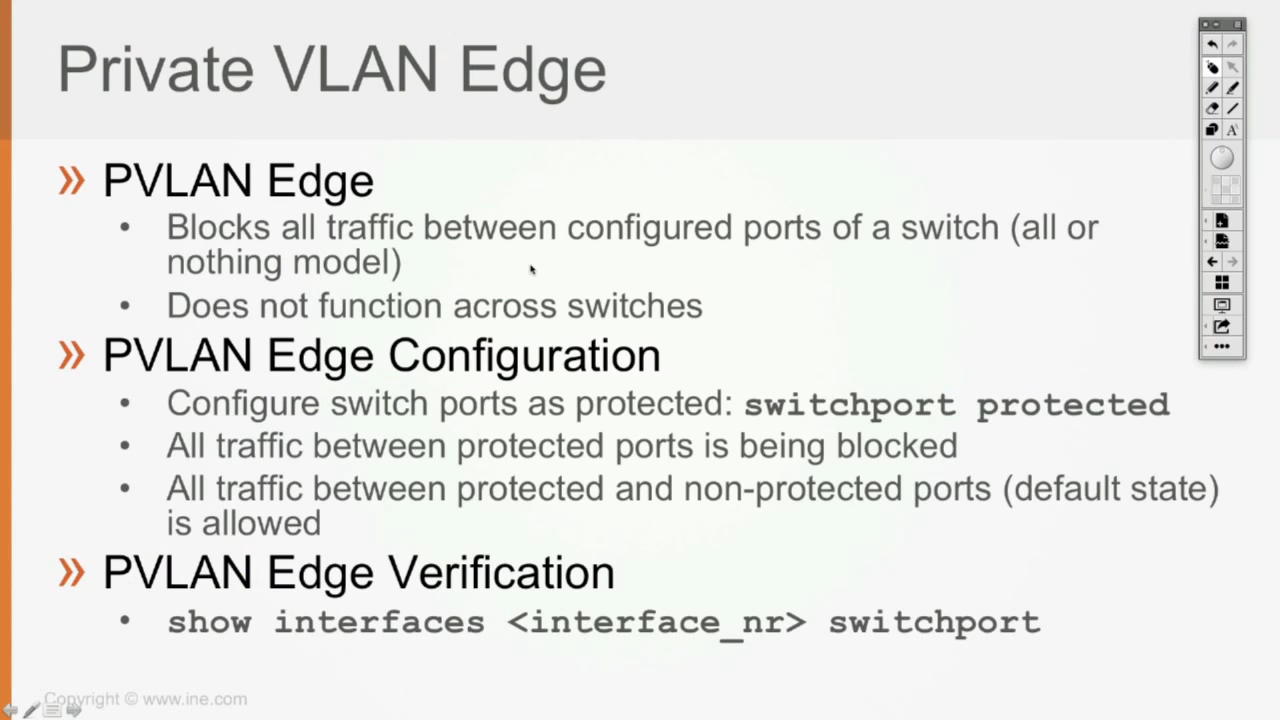 Private VLAN Edge
» PVLAN Edge
• Blocks all traffic between configured ports of a switch (all or
nothing model)
• Does not function across switches
» PVLAN Edge Configuration
• Configure switch ports as protected: switchport protected
• All traffic between protected ports is being blocked
• All traffic between protected and non-protected ports (default state)
is allowed
» PVLAN Edge Verification
• show interfaces <interface_nr> switchport
Copyright © www.ine.com